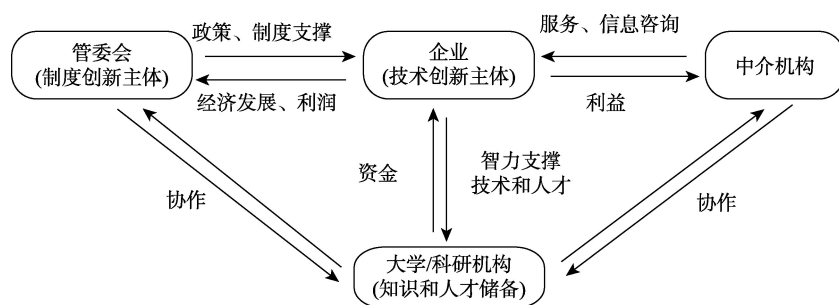 政策、制度支撑
服务、信息咨询
管委会
(制度创新主体)
企业
(技术创新主体)
中介机构
经济发展、利润
利益
资金
智力支撑
技术和人才
协作
协作
大学/科研机构
(知识和人才储备)